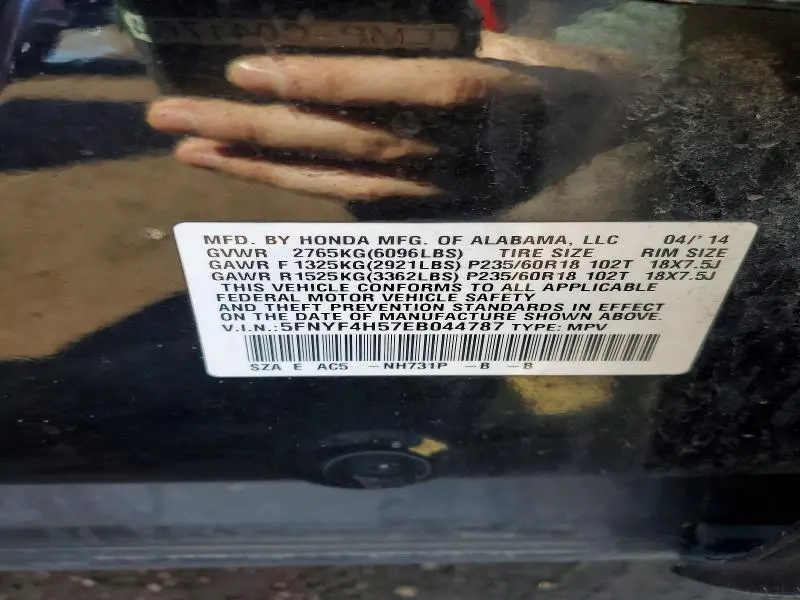 MFD. BY HONDA MFG. OF ALABAMA, LLC 04/'14
GVWR 2765KG(6096LBS) TIRE SIZE RIM SIZE
GAWR F 1325KG(2921LBS) P235/60R18 102T 18X7.5J
GAWR R 1525KG(3362LBS) P235/60R18 102T 18X7.5J
THIS VEHICLE CONFORMS TO ALL APPLICABLE
FEDERAL MOTOR VEHICLE SAFETY
AND THEFT PREVENTION STANDARDS IN EFFECT
ON THE DATE OF MANUFACTURE SHOWN ABOVE.
V.I.N.:5FNYF4H57EB044787 TYPE: MPV
SZA E AC5 -NH731P -B -B